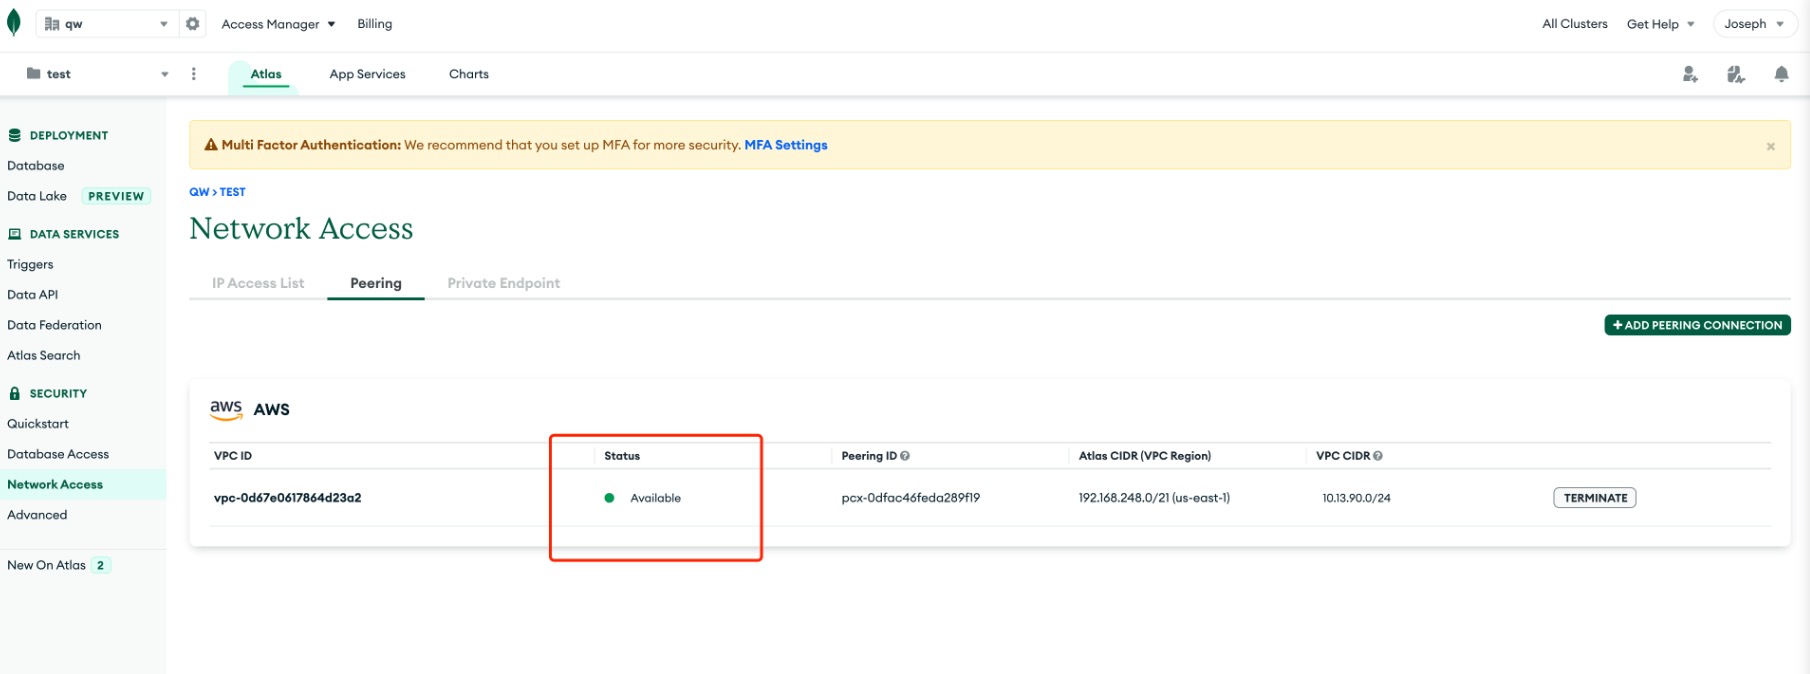 qw Access Manager Billing All Clusters Get Help Joseph
test Atlas App Services Charts
DEPLOYMENT
Database
Data Lake PREVIEW
DATA SERVICES
Triggers
Data API
Data Federation
Atlas Search
SECURITY
Quickstart
Database Access
Network Access
Advanced
New On Atlas 2
Multi Factor Authentication: We recommend that you set up MFA for more security. MFA Settings ×
QW > TEST
Network Access
IP Access List Peering Private Endpoint
+ ADD PEERING CONNECTION
aws AWS
VPC ID Status Peering ID Atlas CIDR (VPC Region) VPC CIDR
vpc-0d67e0617864d23a2 Available pcx-0dfac46feda289f19 192.168.248.0/21 (us-east-1) 10.13.90.0/24 TERMINATE